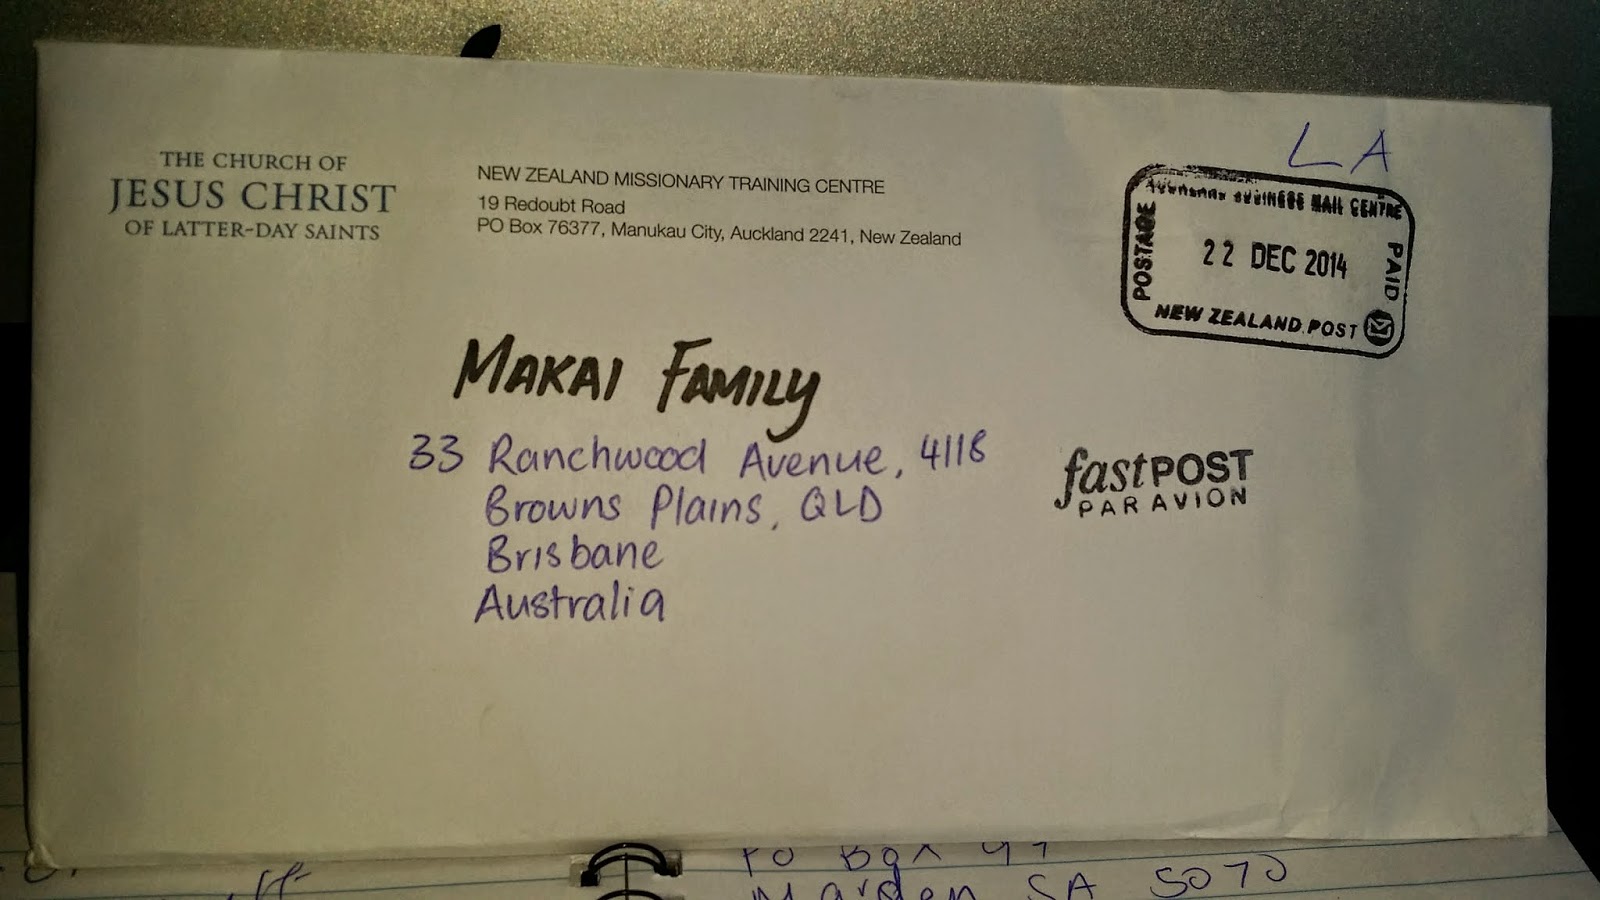 THE CHURCH OF
JESUS CHRIST
OF LATTER-DAY SAINTS
NEW ZEALAND MISSIONARY TRAINING CENTRE
19 Redoubt Road
PO Box 76377, Manukau City, Auckland 2241, New Zealand
LA
BUSINESS MAIL CENTRE
POSTAGE
22 DEC 2014
PAID
NEW ZEALAND POST
MAKAI FAMILY
33 Ranchwood Avenue, 4118
Browns Plains, QLD
Brisbane
Australia
fastPOST
PAR AVION
PO Box
Marden SA 5070